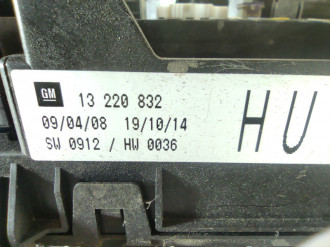 GM 13 220 832
09/04/08 19/10/14
SW 0912 / HW 0036
HU